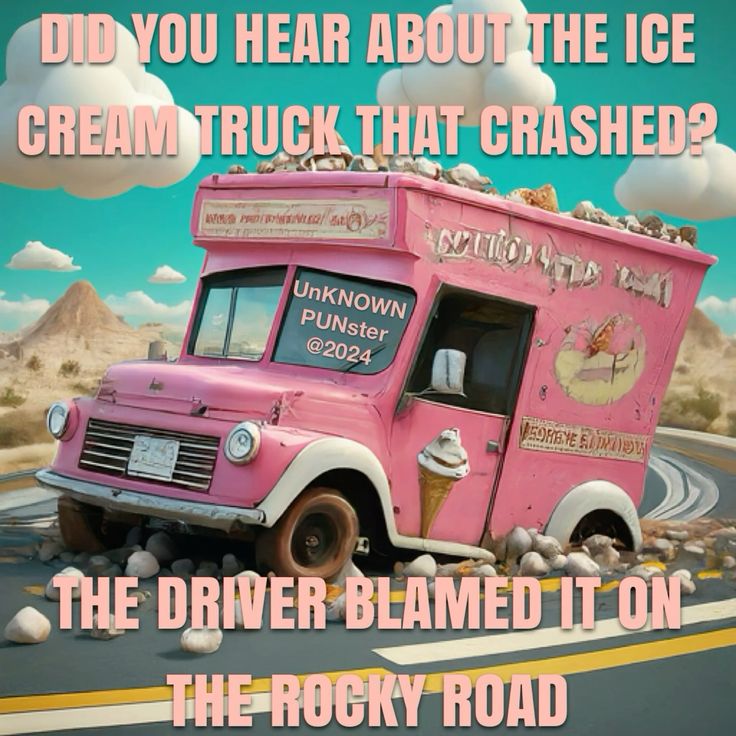 DID YOU HEAR ABOUT THE ICE
CREAM TRUCK THAT CRASHED?
UnKNOWN
PUNster
@2024
THE DRIVER BLAMED IT ON
THE ROCKY ROAD